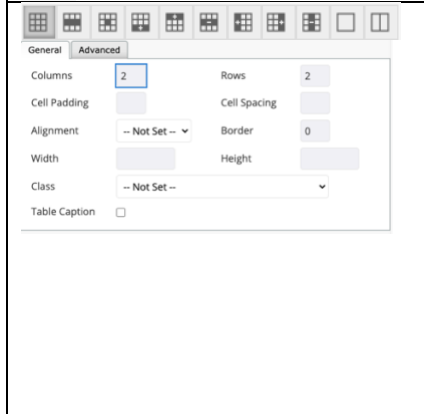 General Advanced
Columns 2 Rows 2
Cell Padding Cell Spacing
Alignment -- Not Set -- Border 0
Width Height
Class -- Not Set --
Table Caption